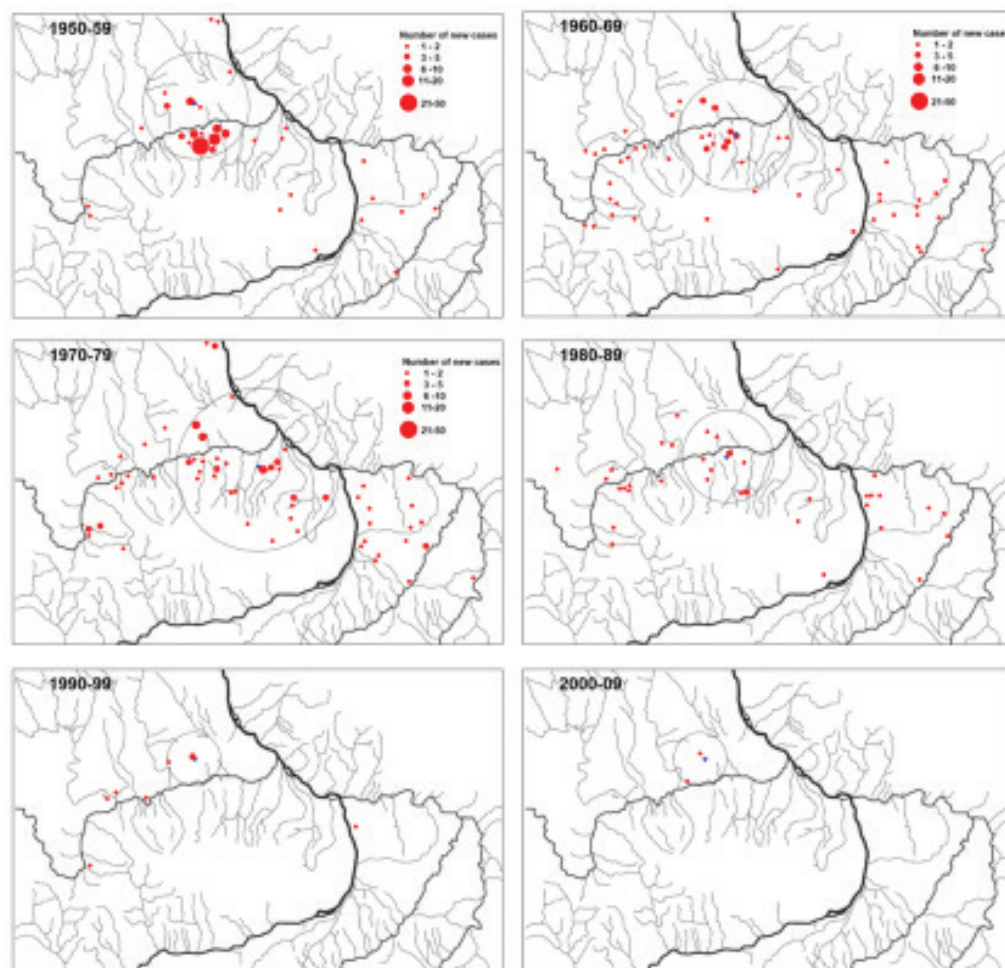 1950-59
Number of new cases
1 - 2
3 - 5
6 -10
11-20
21-50
1960-69
Number of new cases
1 - 2
3 - 5
6 -10
11-20
21-50
1970-79
Number of new cases
1 - 2
3 - 5
6 -10
11-20
21-50
1980-89
1990-99
2000-09